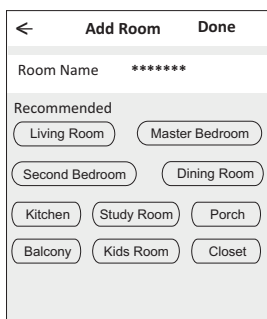 Add Room Done
Room Name *******
Recommended
Living Room Master Bedroom
Second Bedroom Dining Room
Kitchen Study Room Porch
Balcony Kids Room Closet